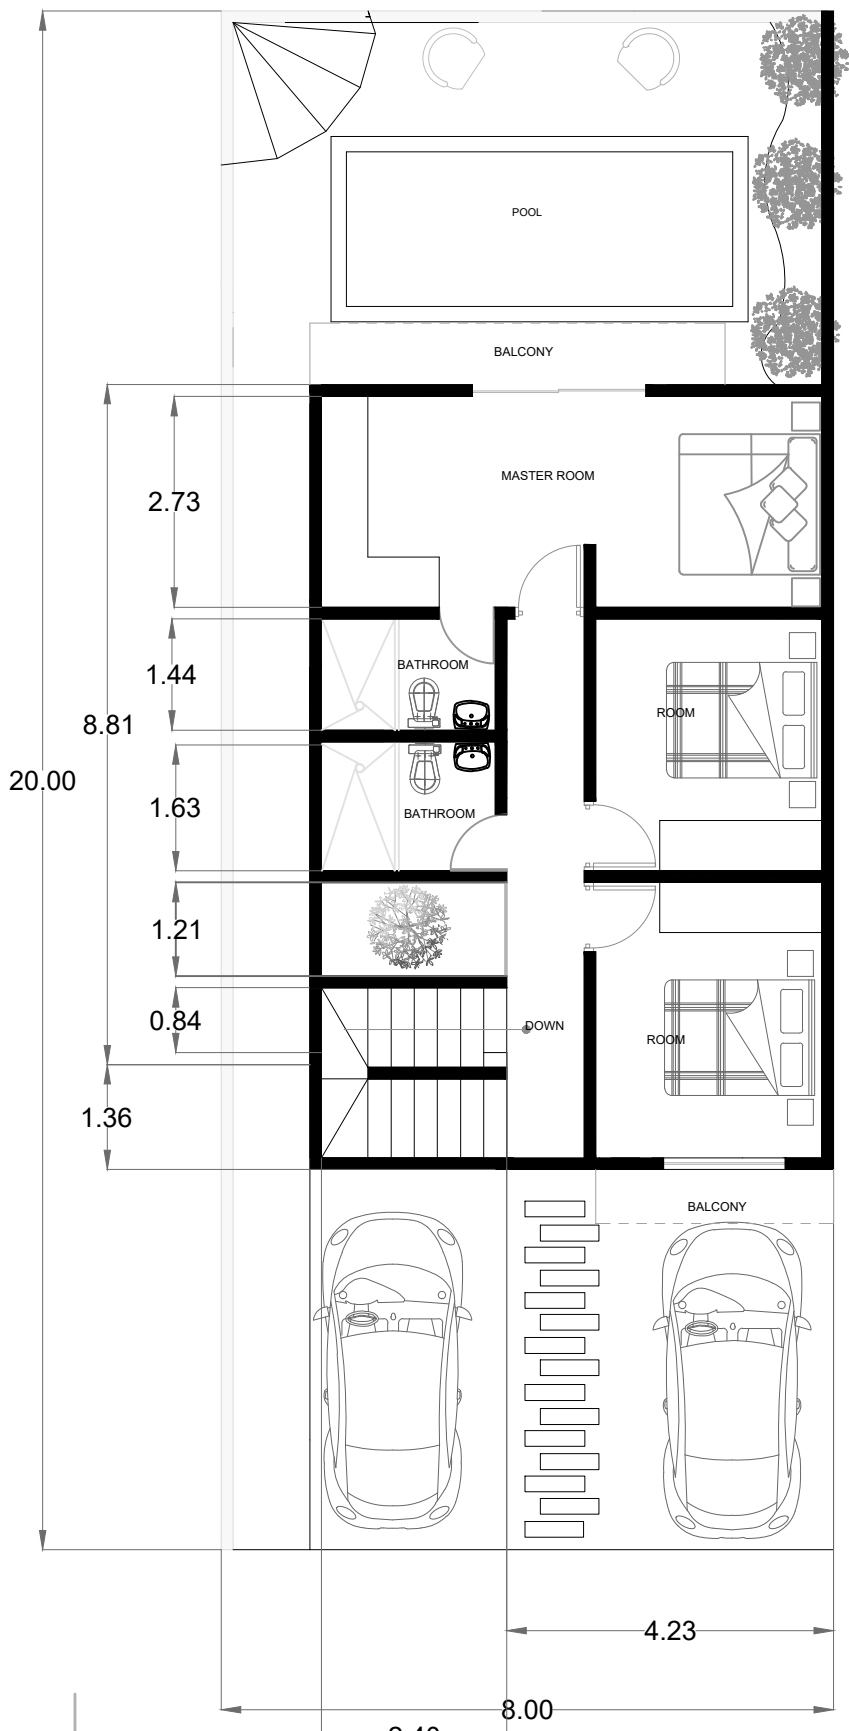 POOL
BALCONY
MASTER ROOM
2.73
BATHROOM
1.44
ROOM
8.81
20.00
1.63
BATHROOM
1.21
0.84
DOWN
ROOM
1.36
BALCONY
4.23
8.00